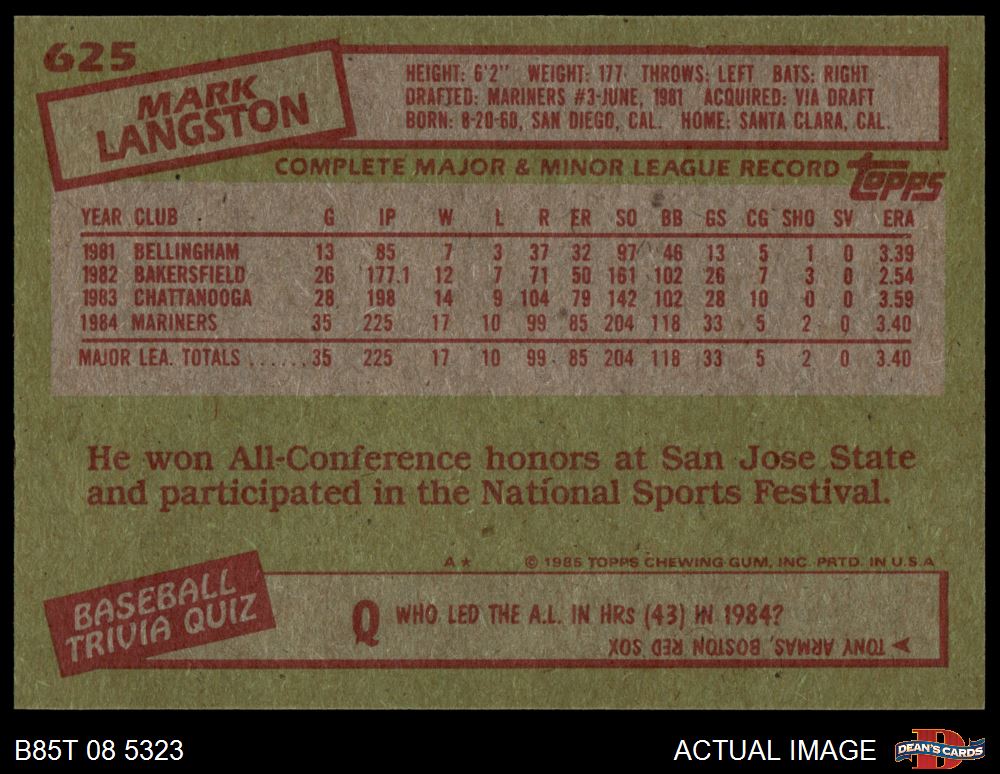 625
MARK
LANGSTON
HEIGHT: 6'2" WEIGHT: 177 THROWS: LEFT BATS: RIGHT
DRAFTED: MARINERS #3-JUNE, 1981 ACQUIRED: VIA DRAFT
BORN: 8-20-60, SAN DIEGO, CAL. HOME: SANTA CLARA, CAL.
COMPLETE MAJOR & MINOR LEAGUE RECORD
TOPPS
YEAR CLUB G IP W L R ER SO BB GS CG SHO SV ERA
1981 BELLINGHAM 13 85 7 3 37 32 97 46 13 5 1 0 3.39
1982 BAKERSFIELD 26 177.1 12 7 71 50 161 102 26 7 3 0 2.54
1983 CHATTANOOGA 28 198 14 9 104 79 142 102 28 10 0 0 3.59
1984 MARINERS 35 225 17 10 99 85 204 118 33 5 2 0 3.40
MAJOR LEA. TOTALS ...... 35 225 17 10 99 85 204 118 33 5 2 0 3.40
He won All-Conference honors at San Jose State
and participated in the National Sports Festival.
A★ © 1985 TOPPS CHEWING GUM, INC. PRTD. IN U.S.A
BASEBALL
TRIVIA QUIZ
Q WHO LED THE A.L. IN HRs (43) IN 1984?
TONY ARMAS, BOSTON RED SOX
B85T 08 5323
ACTUAL IMAGE
D
DEAN'S CARDS